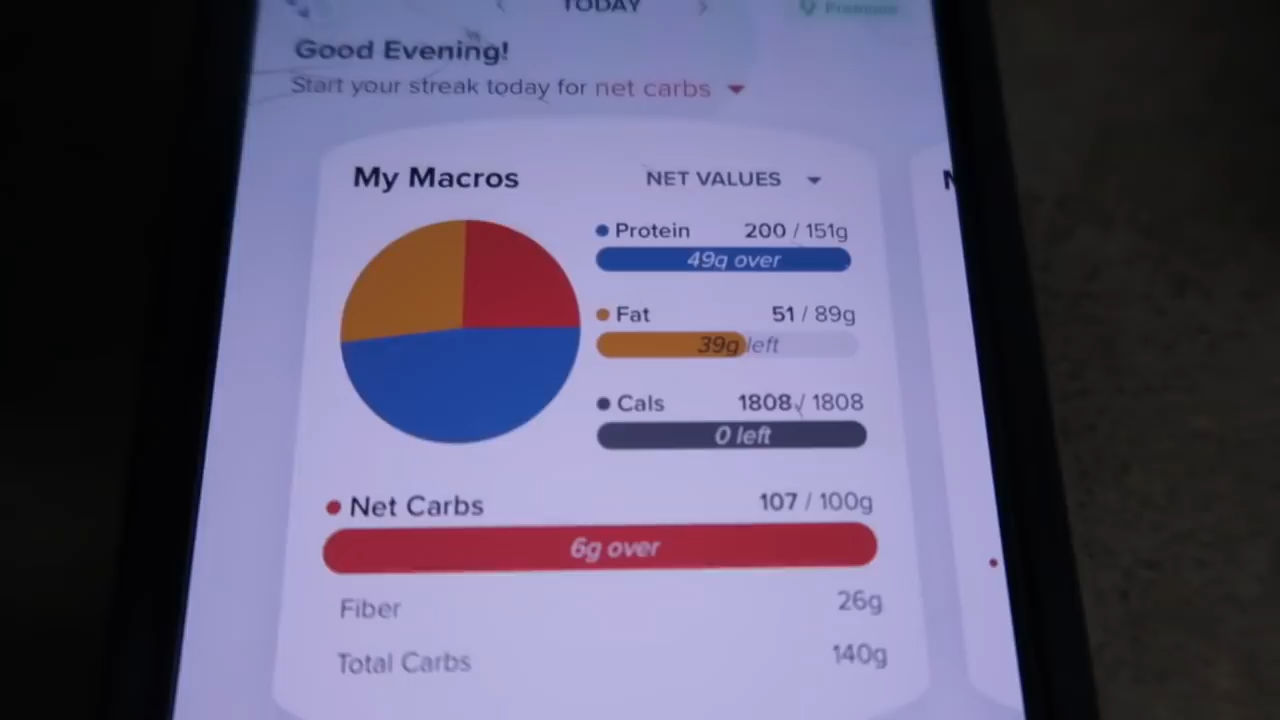 TODAY
Premium
Good Evening!
Start your streak today for net carbs
My Macros
NET VALUES
Protein 200 / 151g
49g over
Fat 51 / 89g
39g left
Cals 1808 / 1808
0 left
Net Carbs 107 / 100g
6g over
Fiber 26g
Total Carbs 140g